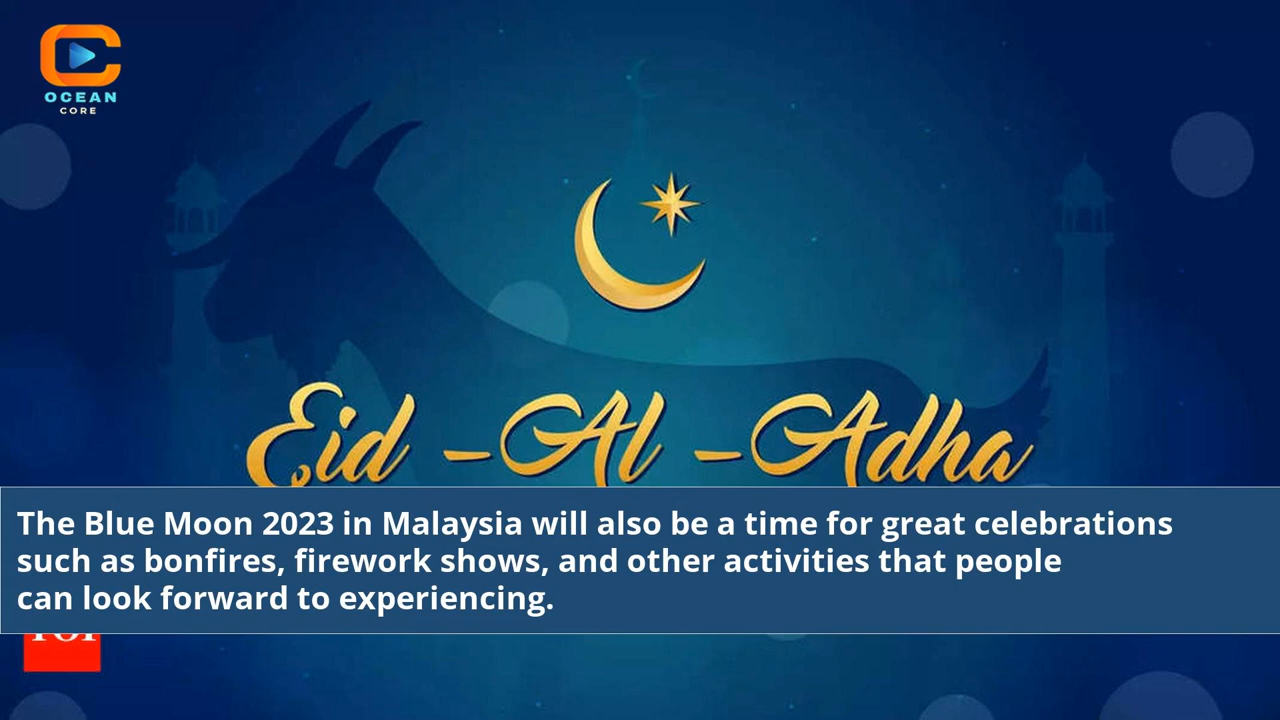 OCEAN
CORE
Eid -Al -Adha
The Blue Moon 2023 in Malaysia will also be a time for great celebrations
such as bonfires, firework shows, and other activities that people
can look forward to experiencing.